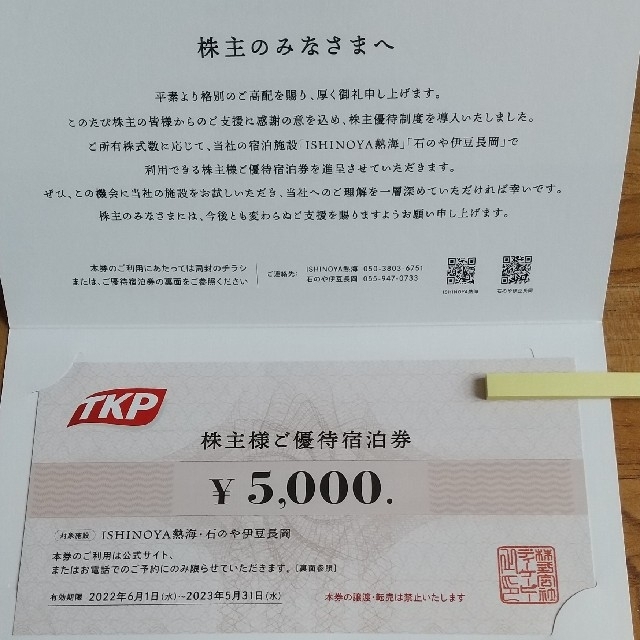 株主のみなさまへ
平素より格別のご高配を賜り、厚く御礼申し上げます。
このたび株主の皆様からのご支援に感謝の意を込め、株主優待制度を導入いたしました。
ご所有株式数に応じて、当社の宿泊施設「ISHINOYA熱海」「石のや伊豆長岡」で
利用できる株主様ご優待宿泊券を進呈させていただきます。
ぜひ、この機会に当社の施設をお試しいただき、当社へのご理解を一層深めていただければ幸いです。
株主のみなさまには、今後とも変わらぬご支援を賜りますようお願い申し上げます。
本券のご利用にあたっては同封のチラシ
または、ご優待宿泊券の裏面をご参照ください
ご連絡先:
ISHINOYA熱海 050-3803-6751
石のや伊豆長岡 055-947-0733
ISHINOYA熱海
石のや伊豆長岡
TKP
株主様ご優待宿泊券
¥ 5,000.
対象施設 ISHINOYA熱海・石のや伊豆長岡
本券のご利用は公式サイト、
またはお電話でのご予約にのみ限らせていただきます。[裏面参照]
有効期限 2022年6月1日(水)~2023年5月31日(水)
本券の譲渡・転売は禁止いたします